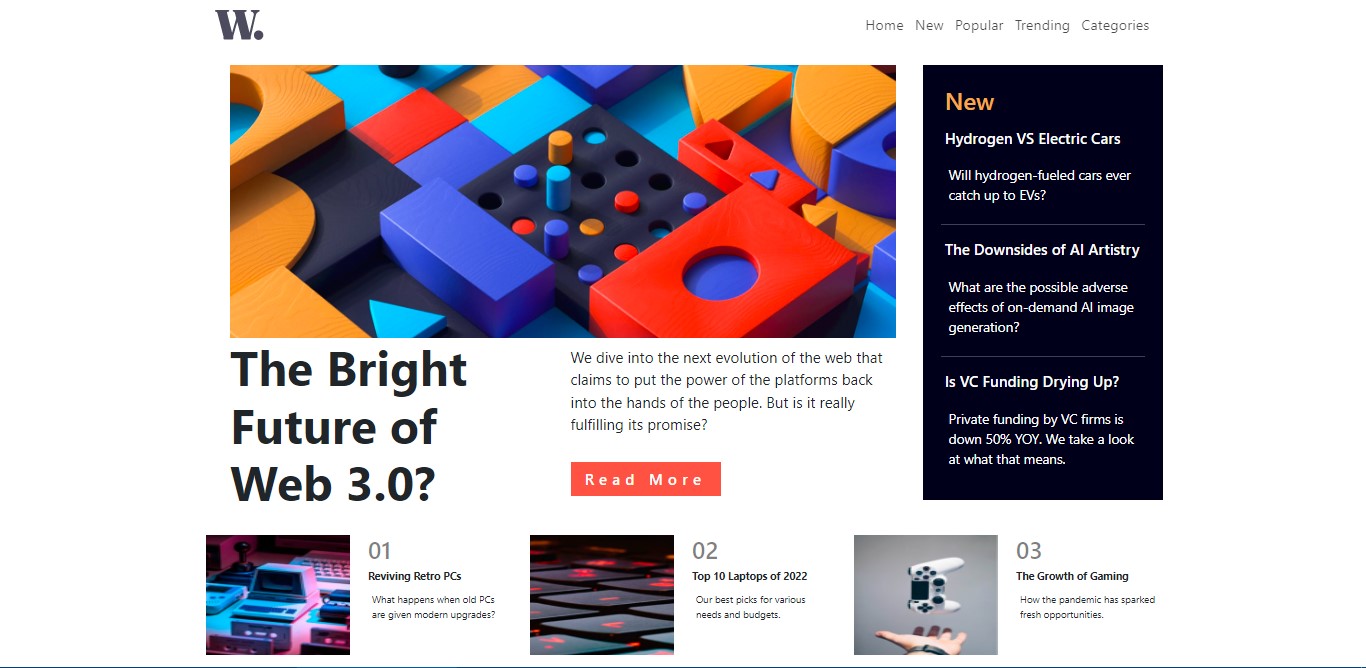 W.
Home New Popular Trending Categories
The Bright
Future of
Web 3.0?
We dive into the next evolution of the web that
claims to put the power of the platforms back
into the hands of the people. But is it really
fulfilling its promise?
Read More
New
Hydrogen VS Electric Cars
Will hydrogen-fueled cars ever
catch up to EVs?
The Downsides of AI Artistry
What are the possible adverse
effects of on-demand AI image
generation?
Is VC Funding Drying Up?
Private funding by VC firms is
down 50% YOY. We take a look
at what that means.
01
Reviving Retro PCs
What happens when old PCs
are given modern upgrades?
02
Top 10 Laptops of 2022
Our best picks for various
needs and budgets.
03
The Growth of Gaming
How the pandemic has sparked
fresh opportunities.